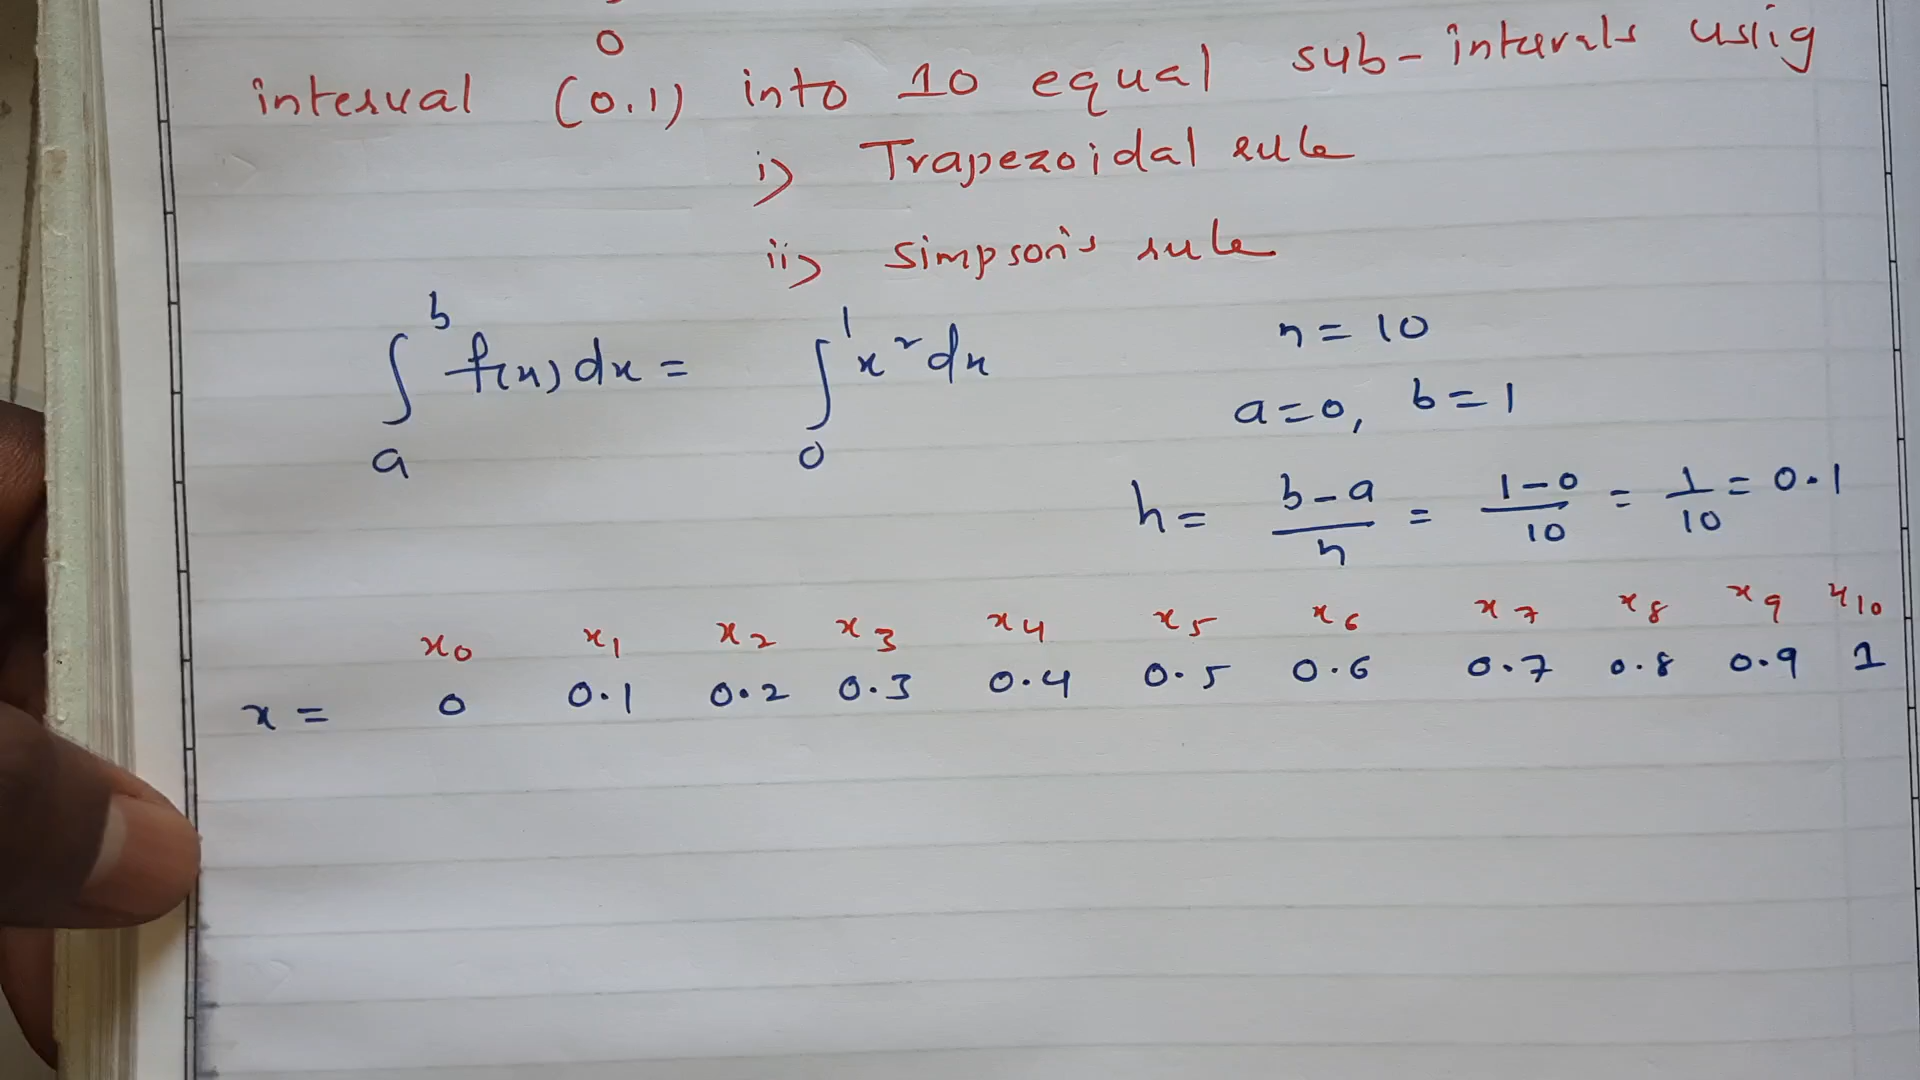 0
interval (0.1) into 10 equal sub-intervals usig
i) Trapezoidal rule
ii) Simpson's rule
∫ₐᵇ f(x) dx = ∫₀¹ x² dx
n = 10
a=0, b=1
h = (b-a)/n = (1-0)/10 = 1/10 = 0.1
x₀ x₁ x₂ x₃ x₄ x₅ x₆ x₇ x₈ x₉ x₁₀
x = 0 0.1 0.2 0.3 0.4 0.5 0.6 0.7 0.8 0.9 1